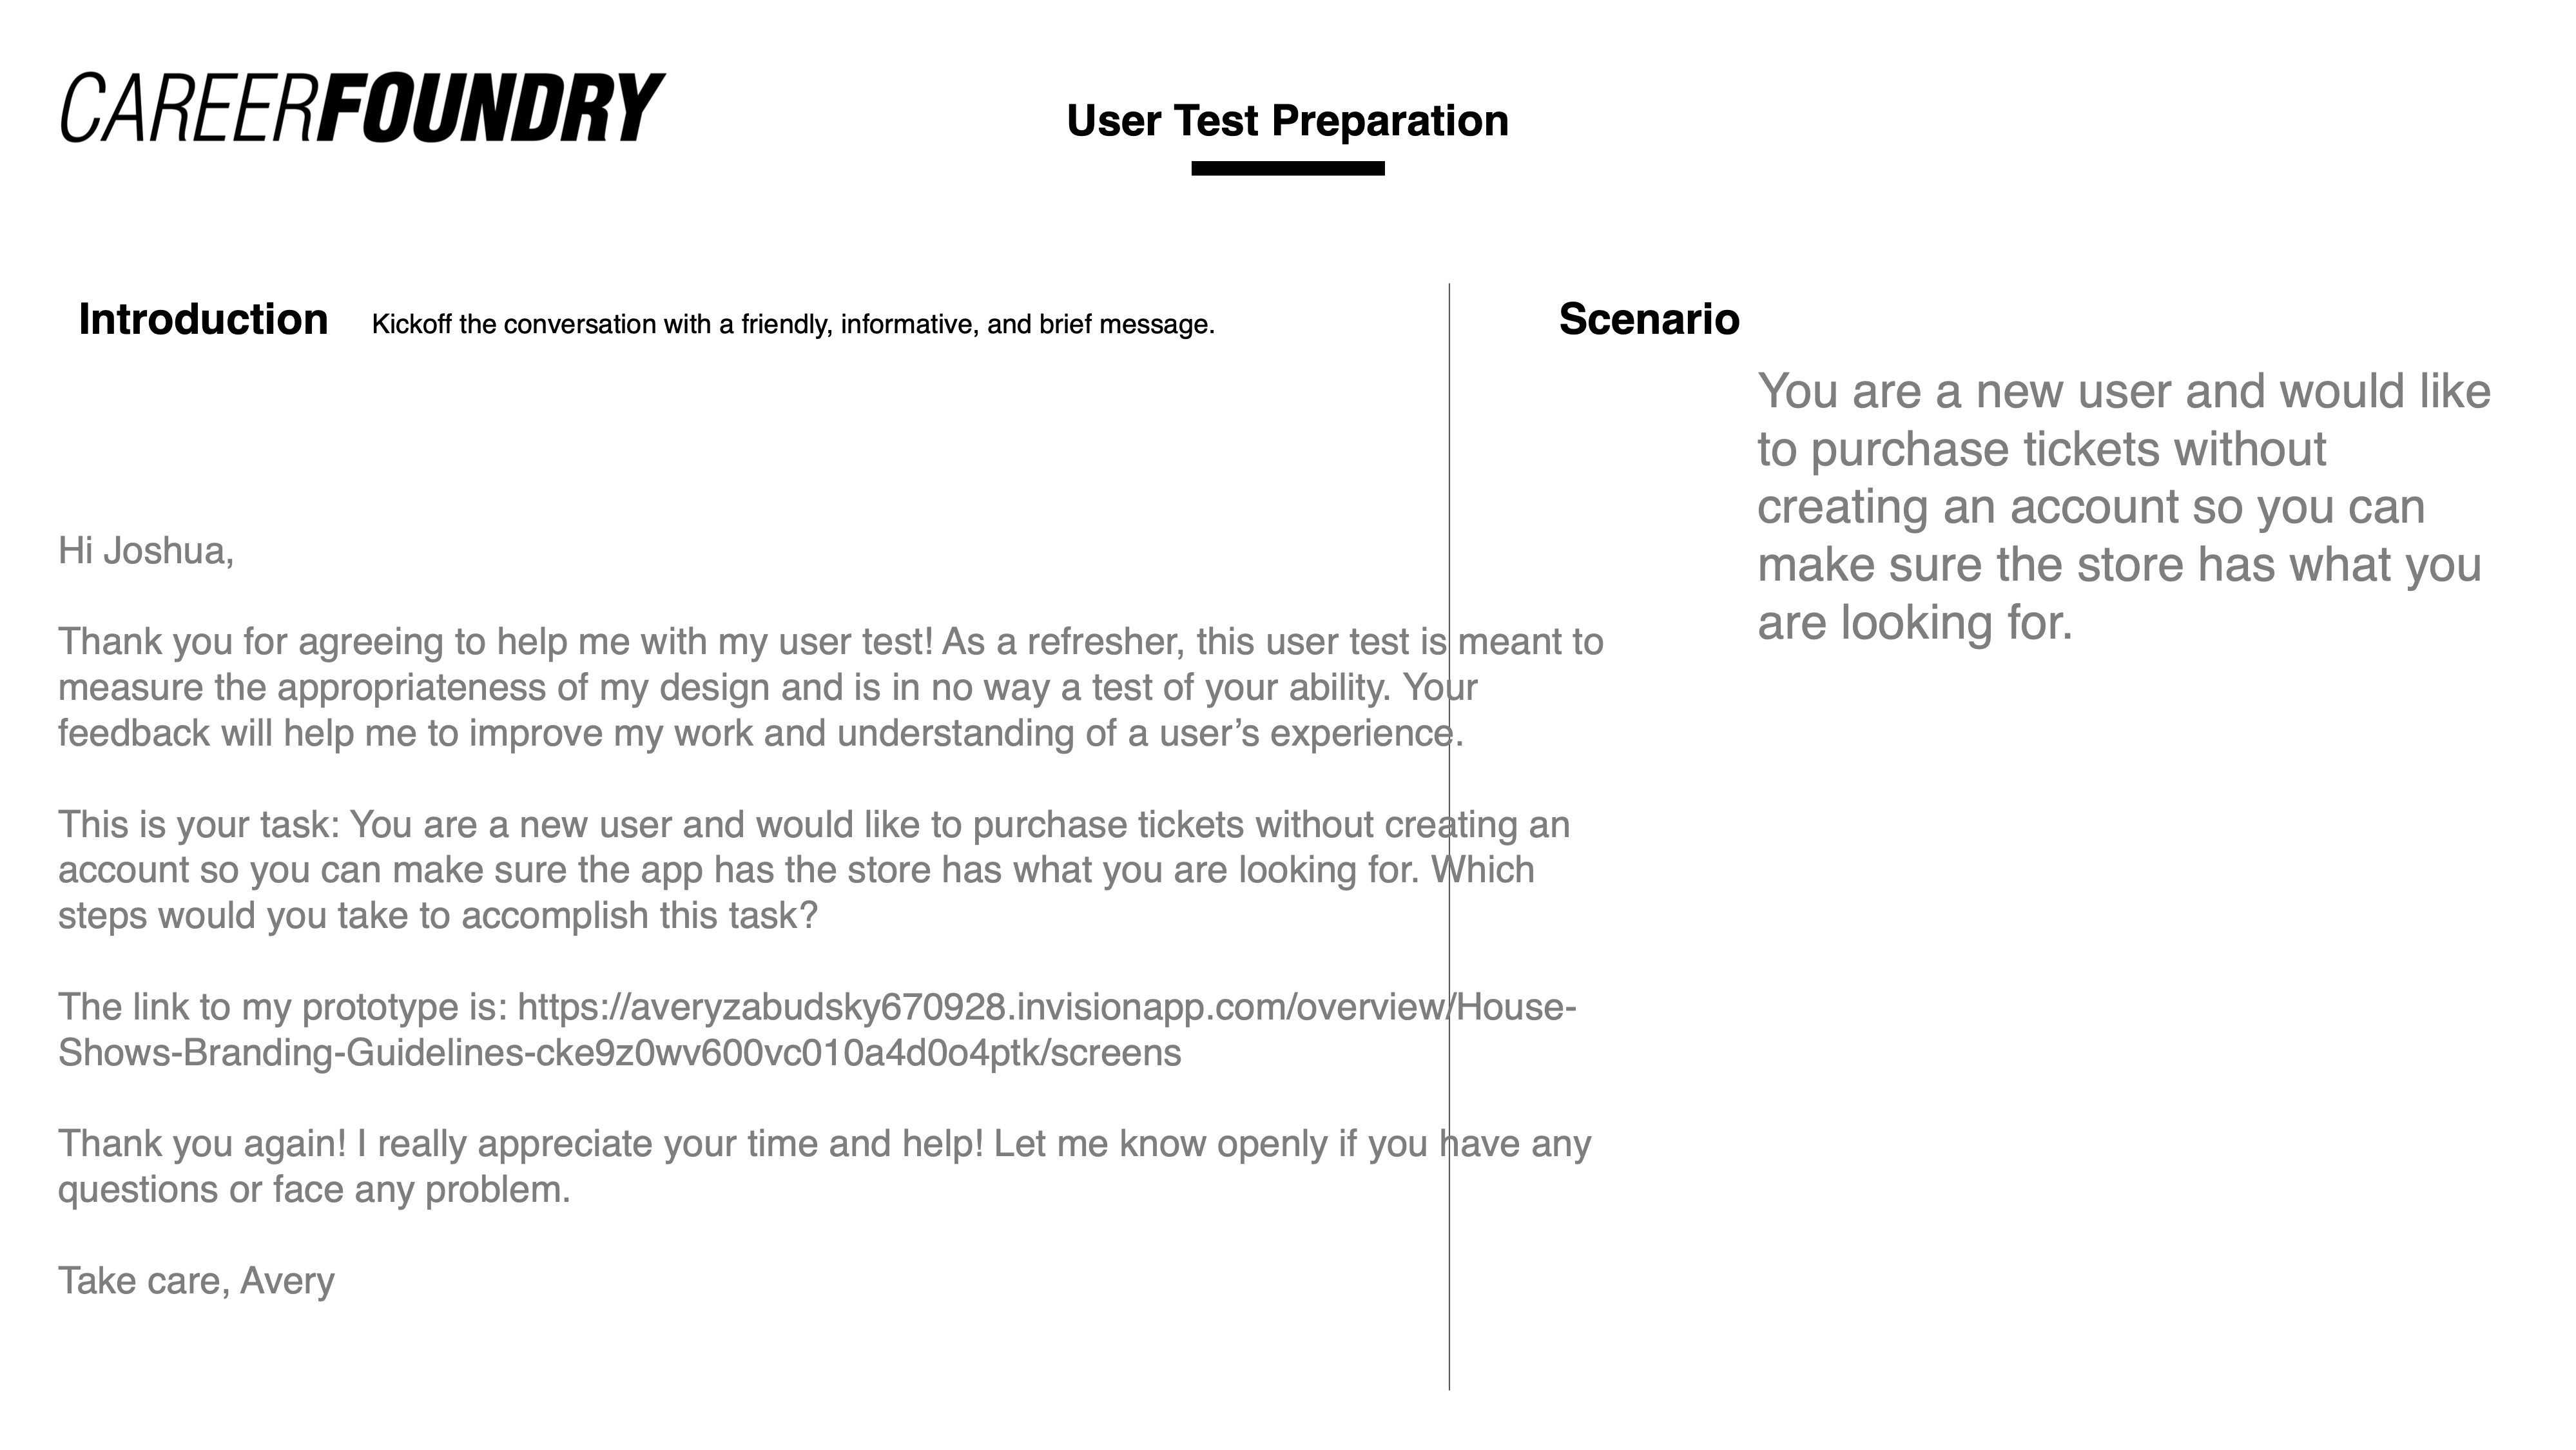 CAREERFOUNDRY
User Test Preparation
Introduction Kickoff the conversation with a friendly, informative, and brief message.
Hi Joshua,
Thank you for agreeing to help me with my user test! As a refresher, this user test is meant to
measure the appropriateness of my design and is in no way a test of your ability. Your
feedback will help me to improve my work and understanding of a user’s experience.
This is your task: You are a new user and would like to purchase tickets without creating an
account so you can make sure the app has the store has what you are looking for. Which
steps would you take to accomplish this task?
The link to my prototype is: https://averyzabudsky670928.invisionapp.com/overview/House-
Shows-Branding-Guidelines-cke9z0wv600vc010a4d0o4ptk/screens
Thank you again! I really appreciate your time and help! Let me know openly if you have any
questions or face any problem.
Take care, Avery
Scenario
You are a new user and would like
to purchase tickets without
creating an account so you can
make sure the store has what you
are looking for.